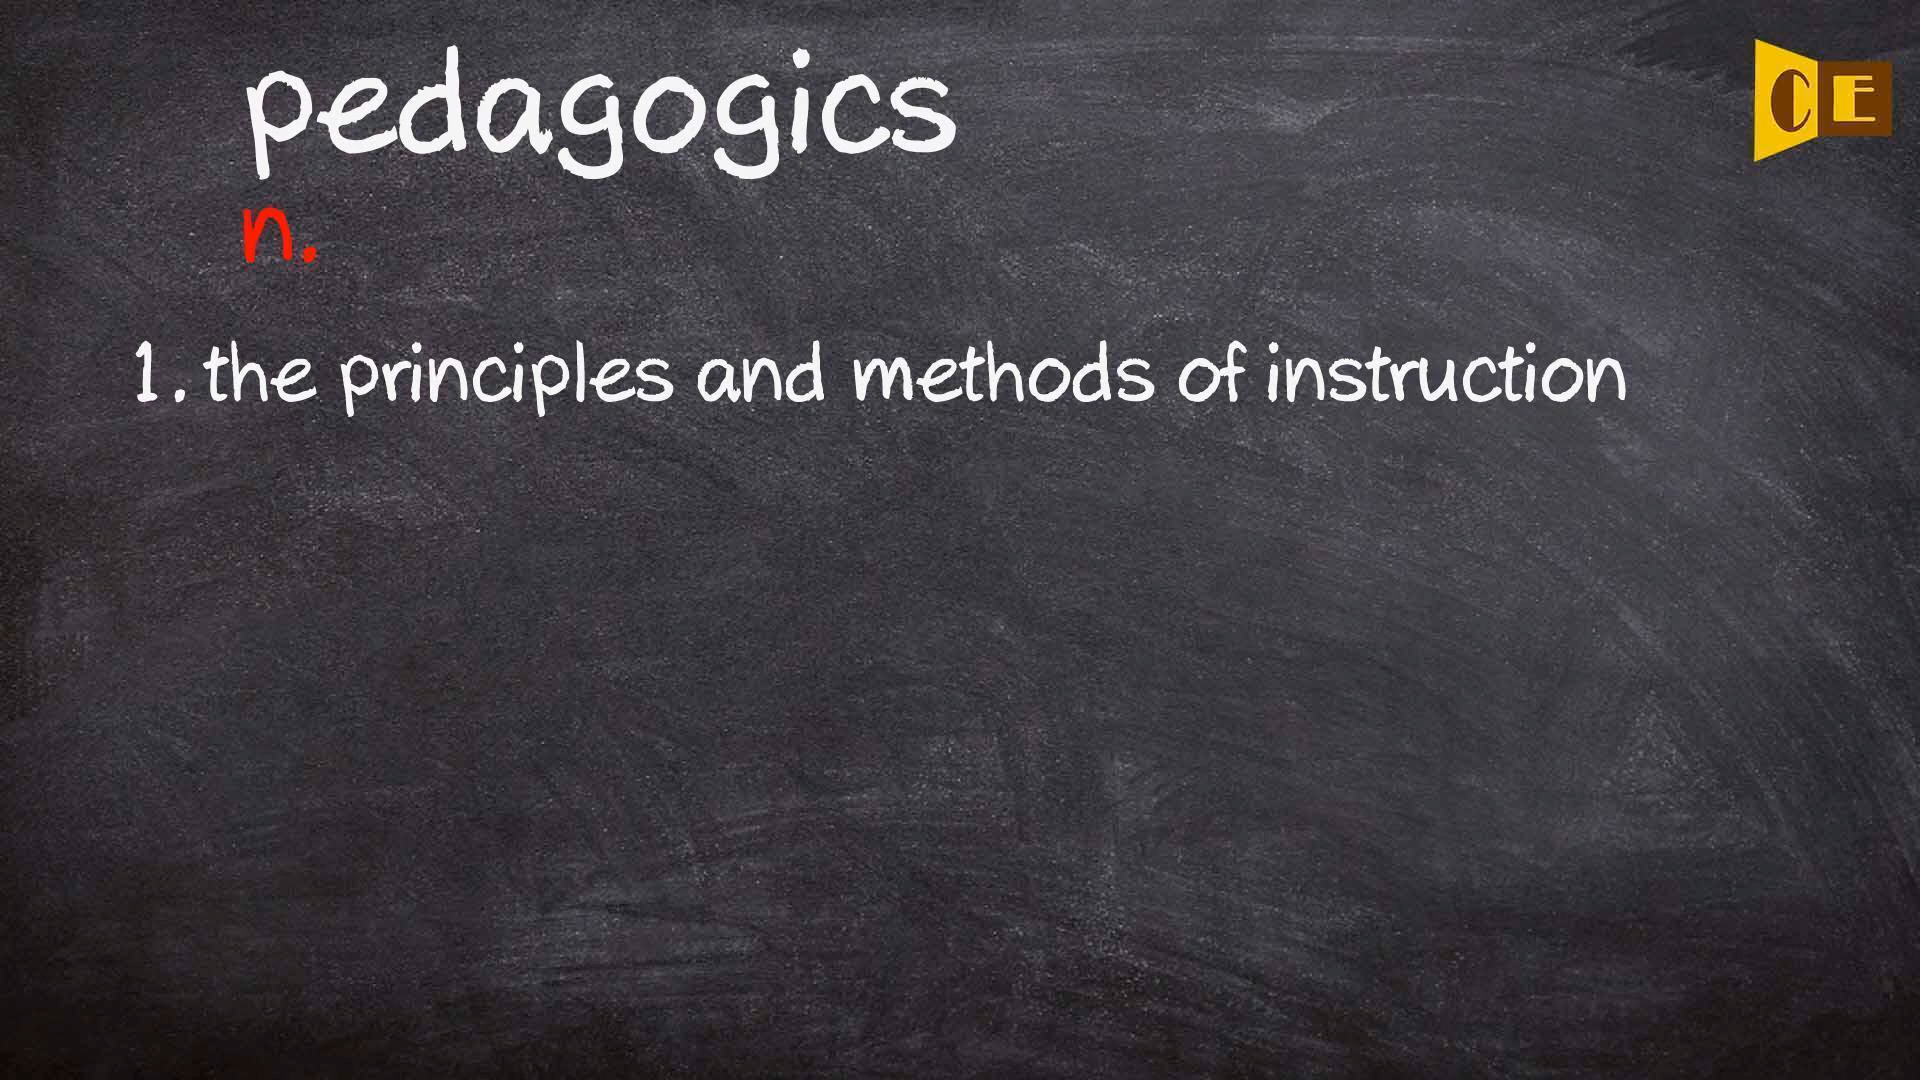 pedagogics
CE
n.
1. the principles and methods of instruction